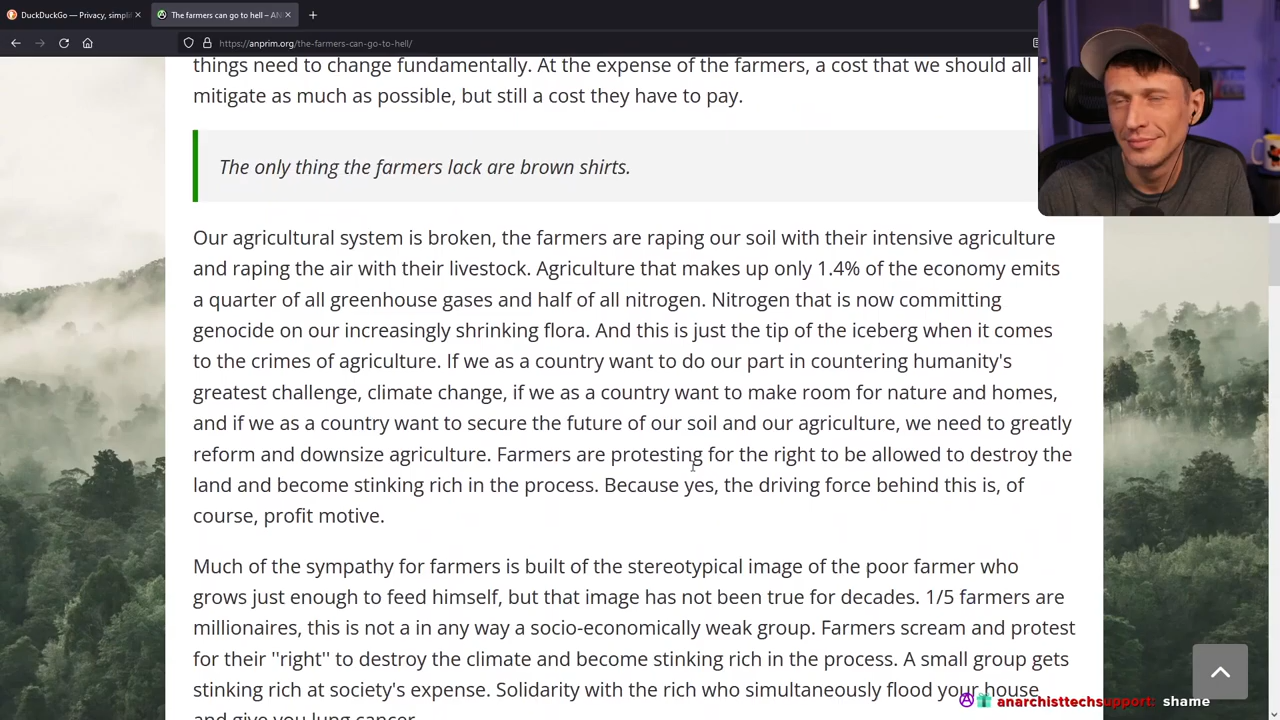 DuckDuckGo — Privacy, simpli
The farmers can go to hell – AN
https://anprim.org/the-farmers-can-go-to-hell/
things need to change fundamentally. At the expense of the farmers, a cost that we should all
mitigate as much as possible, but still a cost they have to pay.
The only thing the farmers lack are brown shirts.
Our agricultural system is broken, the farmers are raping our soil with their intensive agriculture
and raping the air with their livestock. Agriculture that makes up only 1.4% of the economy emits
a quarter of all greenhouse gases and half of all nitrogen. Nitrogen that is now committing
genocide on our increasingly shrinking flora. And this is just the tip of the iceberg when it comes
to the crimes of agriculture. If we as a country want to do our part in countering humanity's
greatest challenge, climate change, if we as a country want to make room for nature and homes,
and if we as a country want to secure the future of our soil and our agriculture, we need to greatly
reform and downsize agriculture. Farmers are protesting for the right to be allowed to destroy the
land and become stinking rich in the process. Because yes, the driving force behind this is, of
course, profit motive.
Much of the sympathy for farmers is built of the stereotypical image of the poor farmer who
grows just enough to feed himself, but that image has not been true for decades. 1/5 farmers are
millionaires, this is not a in any way a socio-economically weak group. Farmers scream and protest
for their ''right'' to destroy the climate and become stinking rich in the process. A small group gets
stinking rich at society's expense. Solidarity with the rich who simultaneously flood your house
and give you lung cancer.
anarchisttechsupport: shame